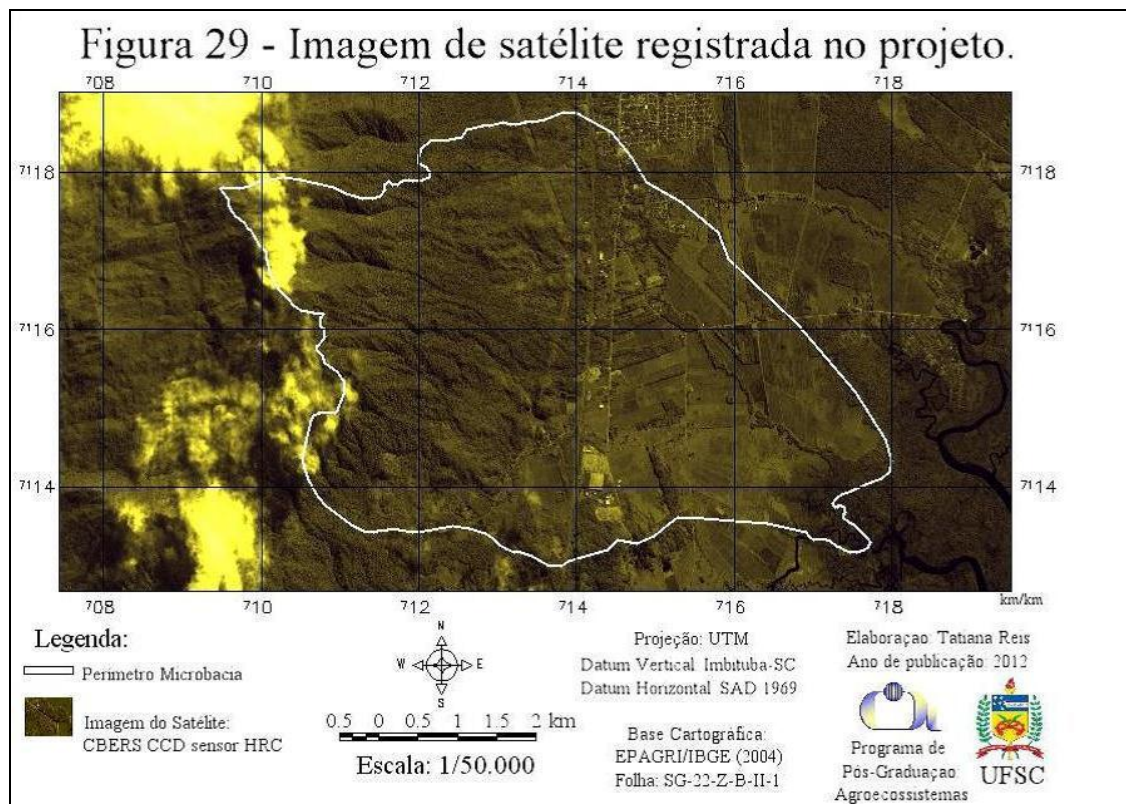 Figura 29 - Imagem de satélite registrada no projeto.
708 710 712 714 716 718
7118 7118
7116 7116
7114 7114
708 710 712 714 716 718
km/km
Legenda:
Perimetro Microbacia
Imagem do Satélite:
CBERS CCD sensor HRC
N
W E
S
0.5 0 0.5 1 1.5 2 km
Escala: 1/50.000
Projeção: UTM
Datum Vertical Imbituba-SC
Datum Horizontal SAD 1969
Base Cartográfica:
EPAGRI/IBGE (2004)
Folha: SG-22-Z-B-II-1
Elaboraçao: Tatiana Reis
Ano de publicação: 2012
Programa de
Pós-Graduaçao
Agroecossistemas
UFSC